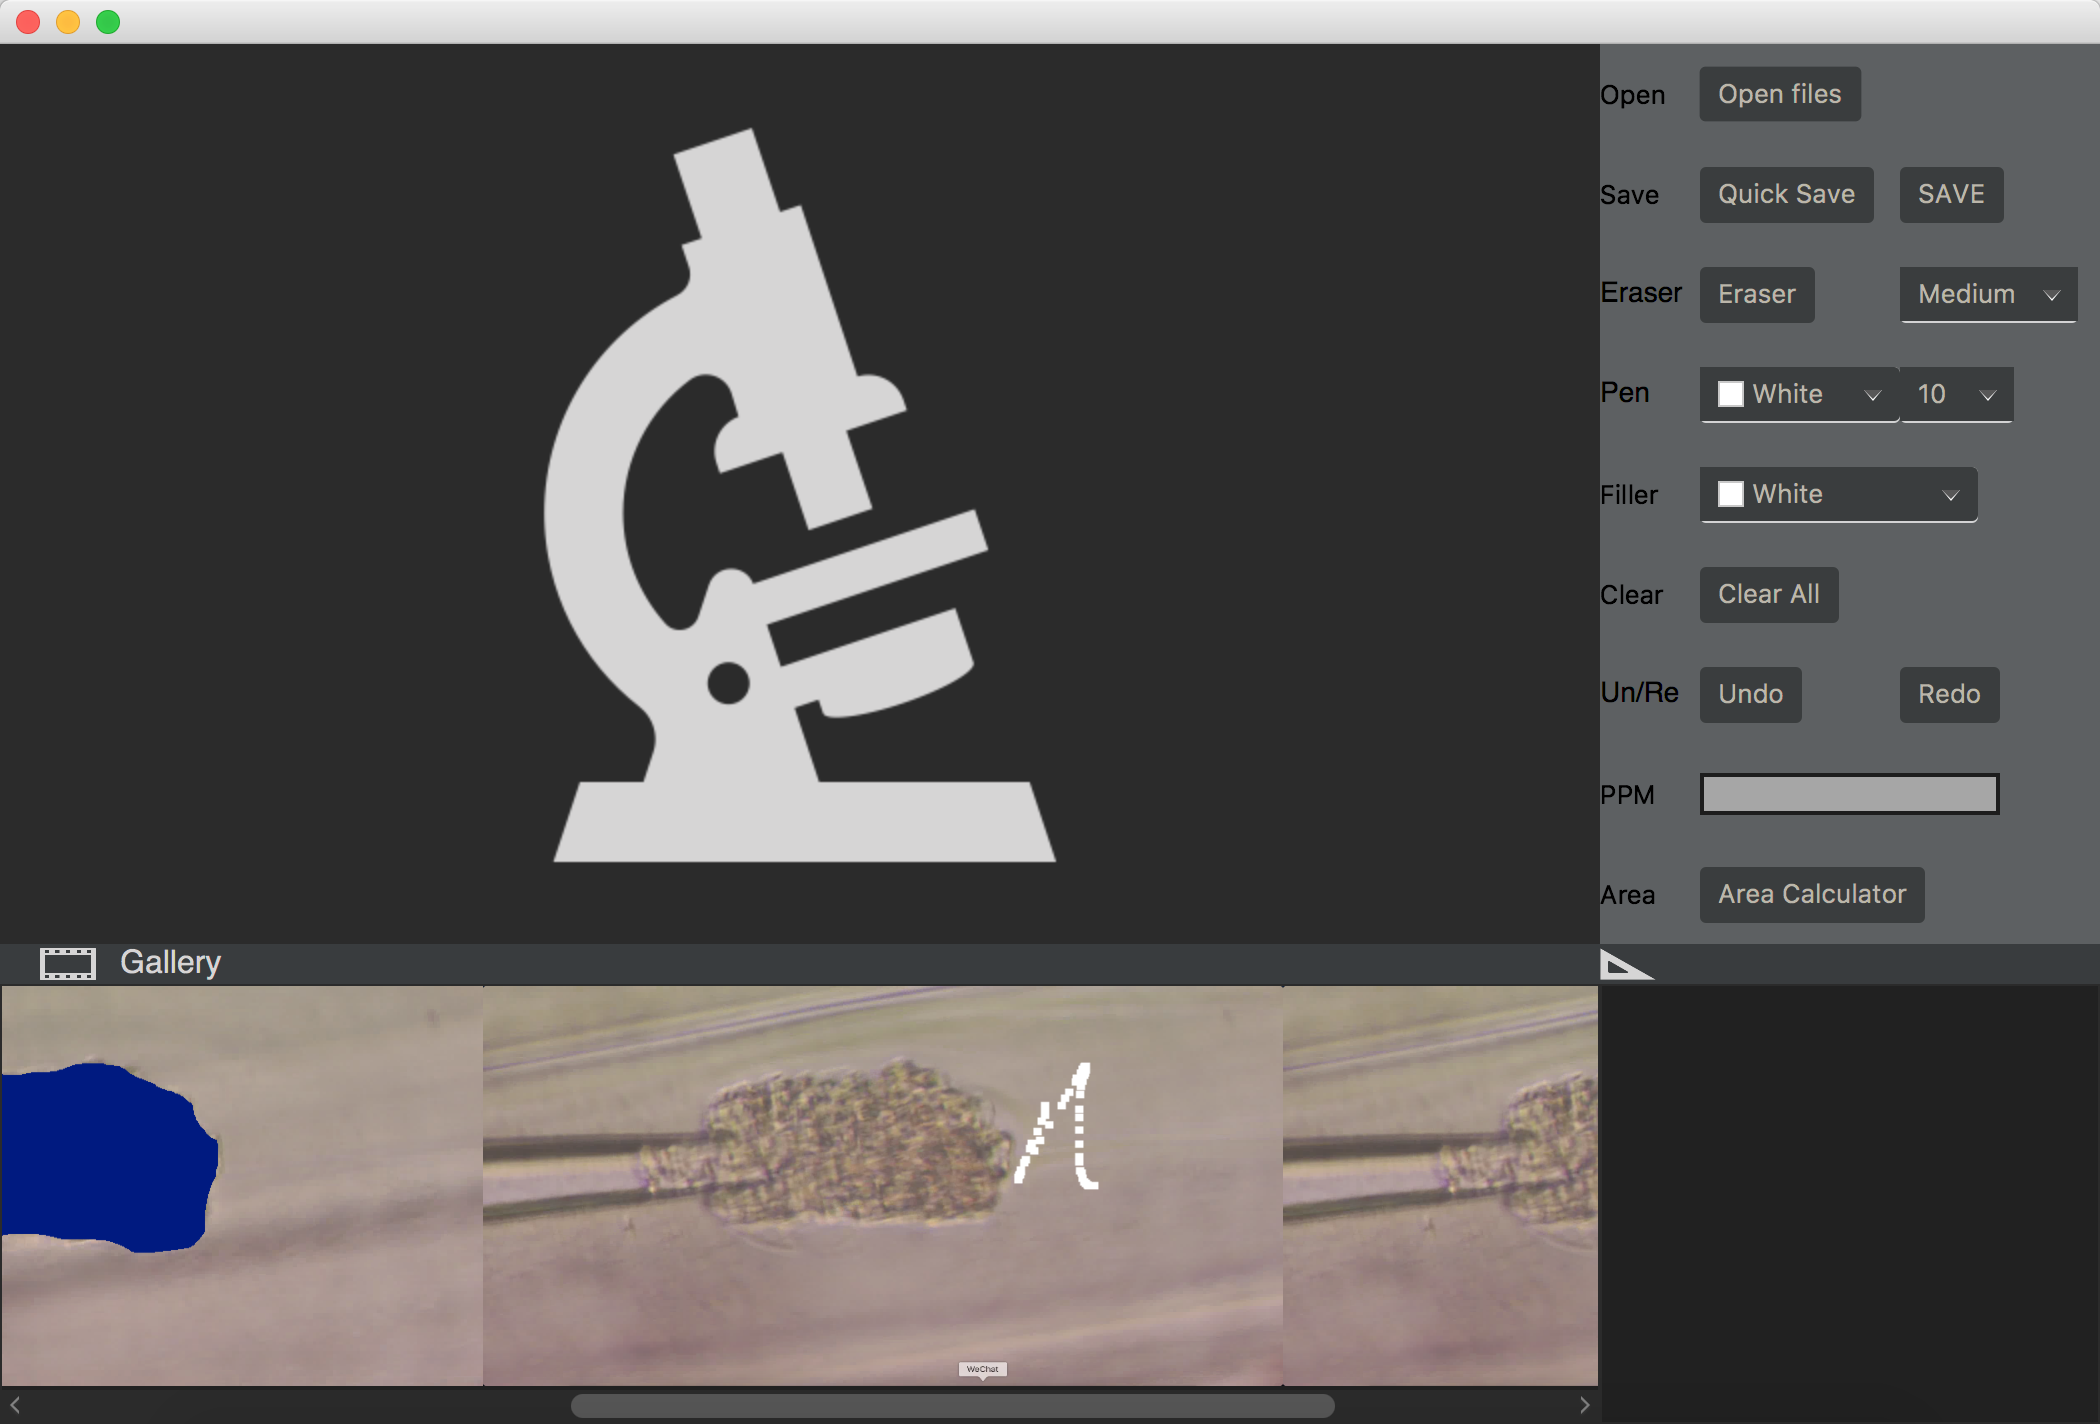 Open Open files
Save Quick Save SAVE
Eraser Eraser Medium
Pen White 10
Filler White
Clear Clear All
Un/Re Undo Redo
PPM
Area Area Calculator
Gallery
WeChat